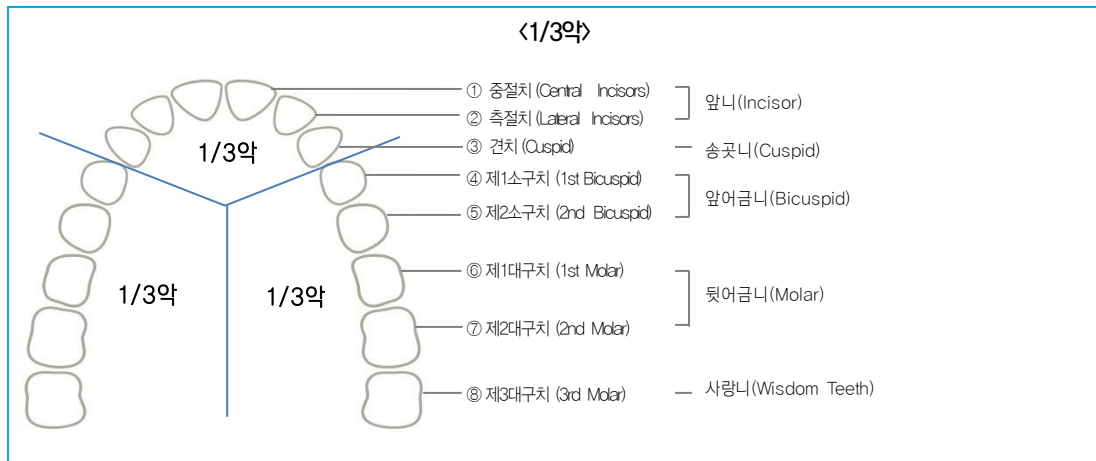 <1/3악>
① 중절치 (Central Incisors)
② 측절치 (Lateral Incisors)
앞니(Incisor)
③ 견치 (Cuspid)
송곳니(Cuspid)
1/3악
④ 제1소구치 (1st Bicuspid)
⑤ 제2소구치 (2nd Bicuspid)
앞어금니(Bicuspid)
⑥ 제1대구치 (1st Molar)
⑦ 제2대구치 (2nd Molar)
뒷어금니(Molar)
1/3악
1/3악
⑧ 제3대구치 (3rd Molar)
사랑니(Wisdom Teeth)